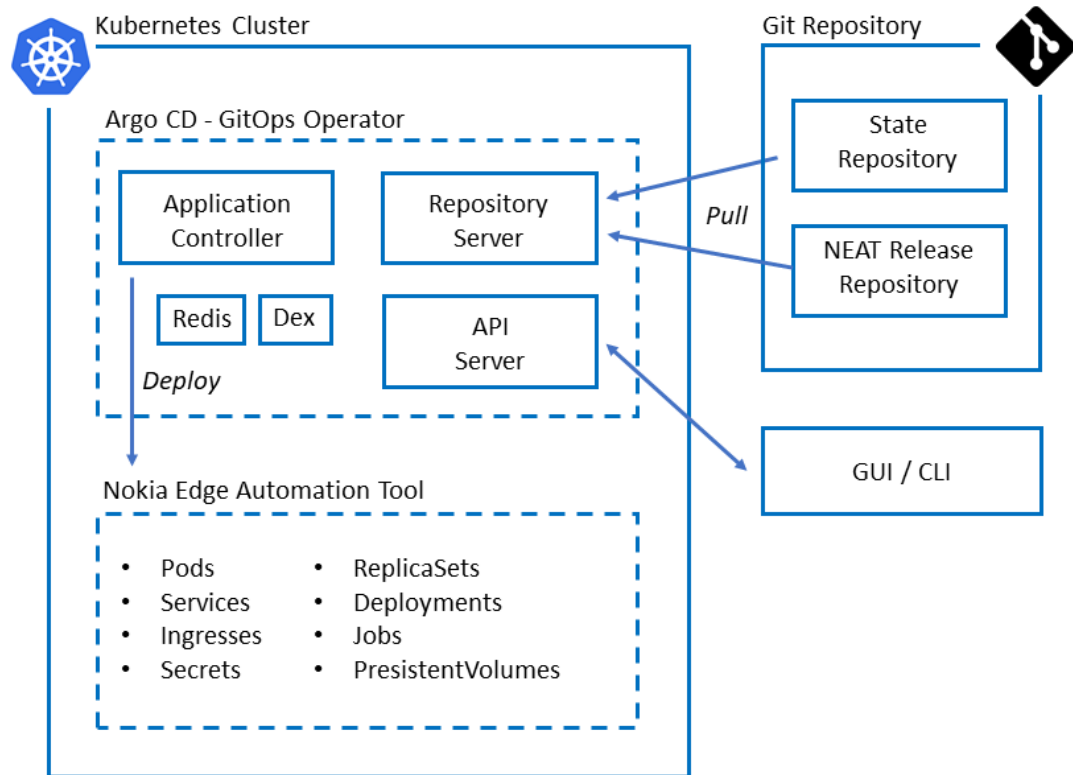 Kubernetes Cluster
Git Repository
Argo CD - GitOps Operator
Application
Controller
Repository
Server
State
Repository
Pull
NEAT Release
Repository
Redis
Dex
API
Server
Deploy
GUI / CLI
Nokia Edge Automation Tool
• Pods
• Services
• Ingresses
• Secrets
• ReplicaSets
• Deployments
• Jobs
• PresistentVolumes